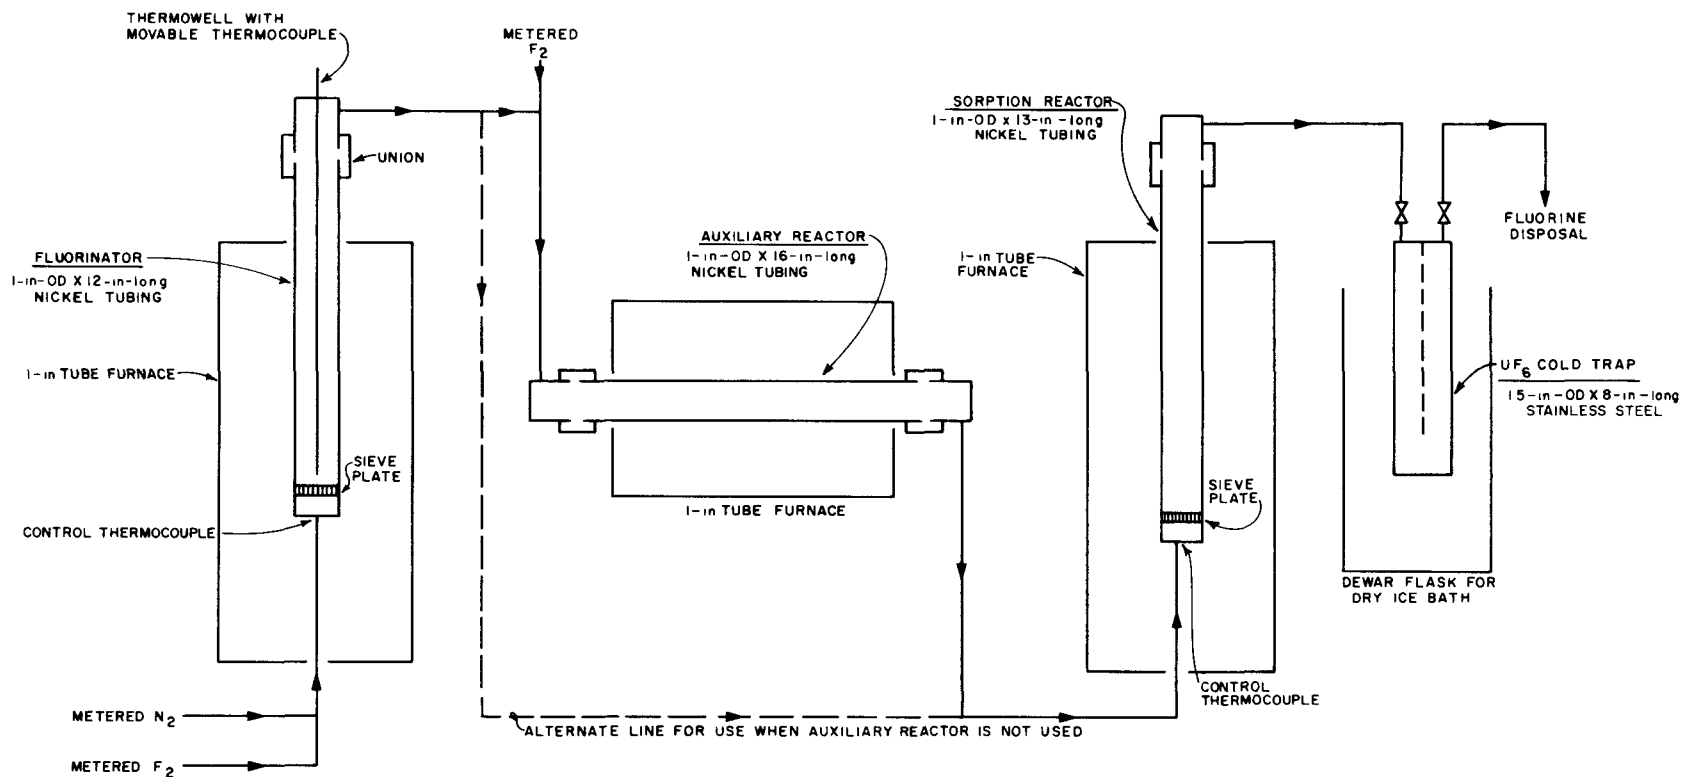 THERMOWELL WITH
MOVABLE THERMOCOUPLE
METERED
F2
UNION
FLUORINATOR
1-in-OD X 12-in-long
NICKEL TUBING
1-in TUBE FURNACE
SIEVE
PLATE
CONTROL THERMOCOUPLE
METERED N2
METERED F2
AUXILIARY REACTOR
1-in-OD X 16-in-long
NICKEL TUBING
1-in TUBE FURNACE
ALTERNATE LINE FOR USE WHEN AUXILIARY REACTOR IS NOT USED
SORPTION REACTOR
1-in-OD x 13-in-long
NICKEL TUBING
1-in TUBE
FURNACE
SIEVE
PLATE
CONTROL
THERMOCOUPLE
FLUORINE
DISPOSAL
UF6 COLD TRAP
1 5-in-OD X 8-in-long
STAINLESS STEEL
DEWAR FLASK FOR
DRY ICE BATH